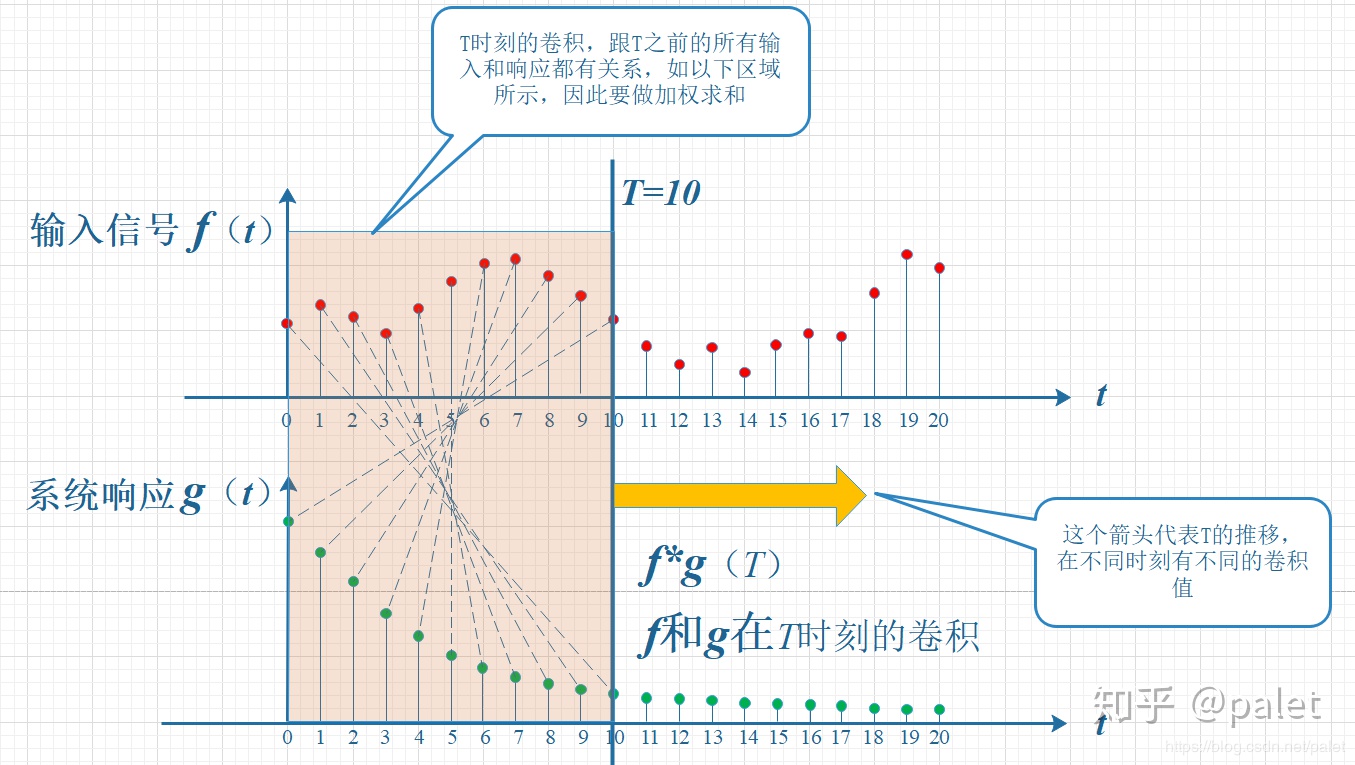 T时刻的卷积，跟T之前的所有输
入和响应都有关系，如以下区域
所示，因此要做加权求和
T=10
输入信号 f（t）
0 1 2 3 4 5 6 7 8 9 10 11 12 13 14 15 16 17 18 19 20
t
系统响应 g（t）
这个箭头代表T的推移，
在不同时刻有不同的卷积
值
f*g（T）
f和g在T时刻的卷积
知乎 @palet
0 1 2 3 4 5 6 7 8 9 10 11 12 13 14 15 16 17 18 19 20
t
https://blog.csdn.net/palet